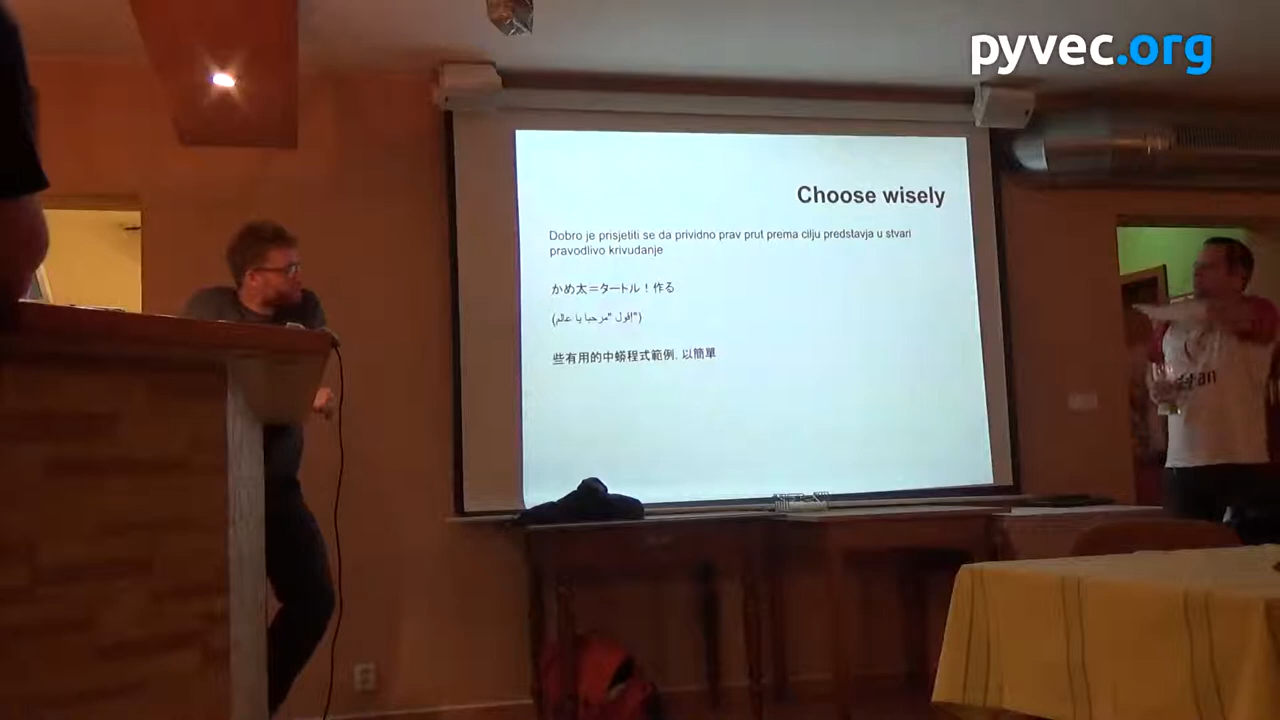 pyvec.org
Choose wisely
Dobro je prisjetiti se da prividno prav prut prema cilju predstavja u stvari
pravodlivo krivudanje
かめ太＝タートル！作る
(قول "مرحبا يا عالم!")
些有用的中蟒程式範例, 以簡單